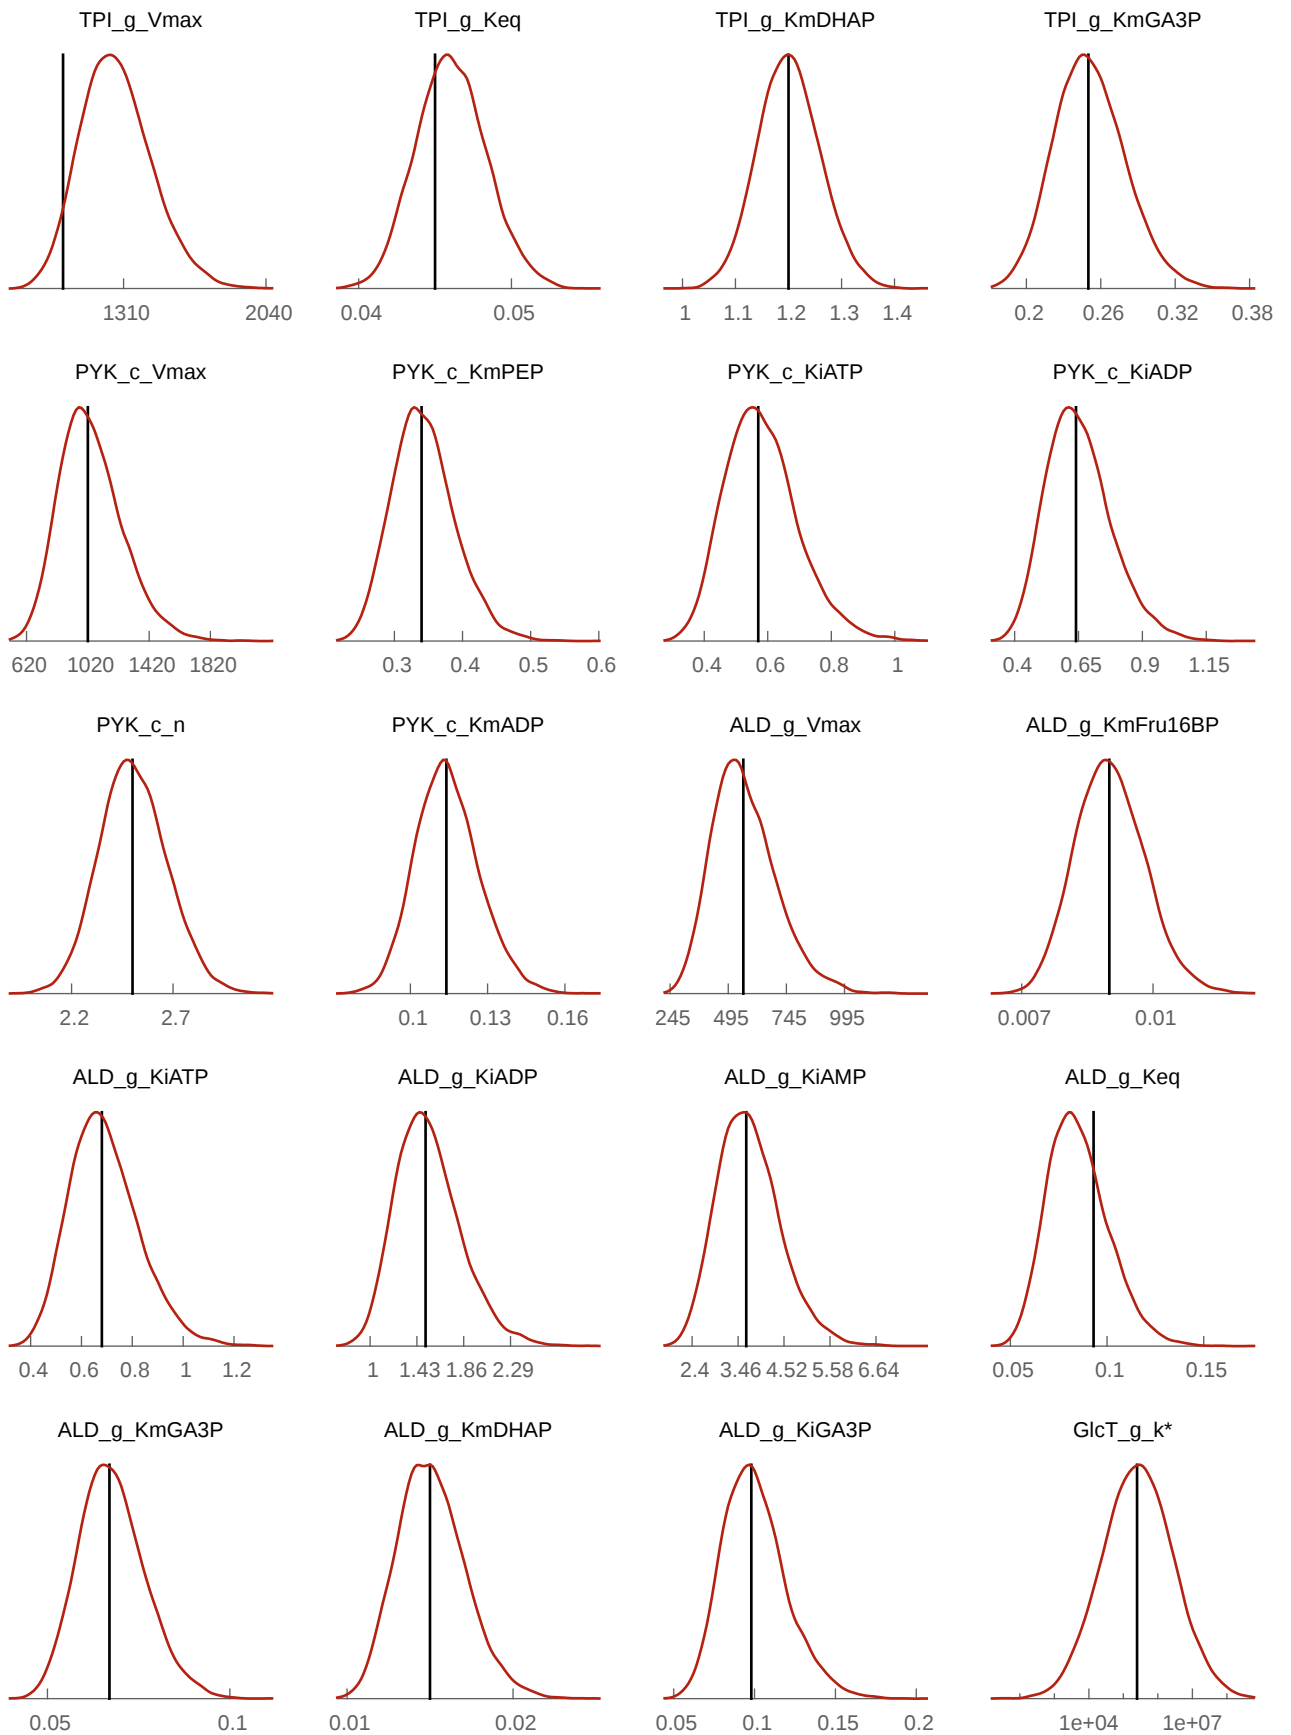 TPI_g_Vmax TPI_g_Keq TPI_g_KmDHAP TPI_g_KmGA3P
1310 2040 0.04 0.05 1 1.1 1.2 1.3 1.4 0.2 0.26 0.32 0.38
PYK_c_Vmax PYK_c_KmPEP PYK_c_KiATP PYK_c_KiADP
620 1020 1420 1820 0.3 0.4 0.5 0.6 0.4 0.6 0.8 1 0.4 0.65 0.9 1.15
PYK_c_n PYK_c_KmADP ALD_g_Vmax ALD_g_KmFru16BP
2.2 2.7 0.1 0.13 0.16 245 495 745 995 0.007 0.01
ALD_g_KiATP ALD_g_KiADP ALD_g_KiAMP ALD_g_Keq
0.4 0.6 0.8 1 1.2 1 1.43 1.86 2.29 2.4 3.46 4.52 5.58 6.64 0.05 0.1 0.15
ALD_g_KmGA3P ALD_g_KmDHAP ALD_g_KiGA3P GlcT_g_k*
0.05 0.1 0.01 0.02 0.05 0.1 0.15 0.2 1e+04 1e+07